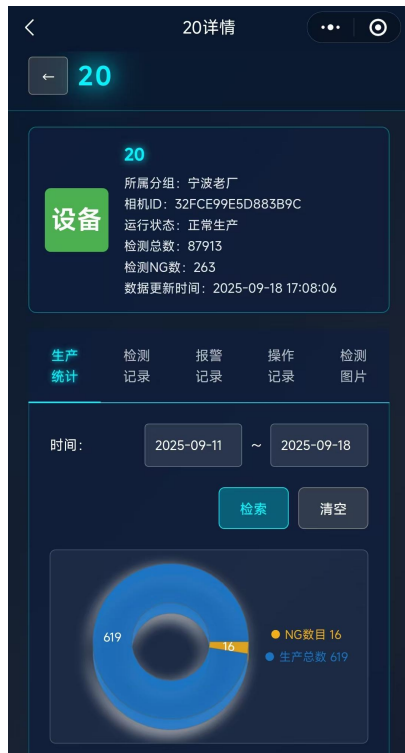 20详情
← 20
20
设备
所属分组：宁波老厂
相机ID：32FCE99E5D883B9C
运行状态：正常生产
检测总数：87913
检测NG数：263
数据更新时间：2025-09-18 17:08:06
生产统计
检测记录
报警记录
操作记录
检测图片
时间：
2025-09-11 ~ 2025-09-18
检索
清空
619
16
NG数目 16
生产总数 619